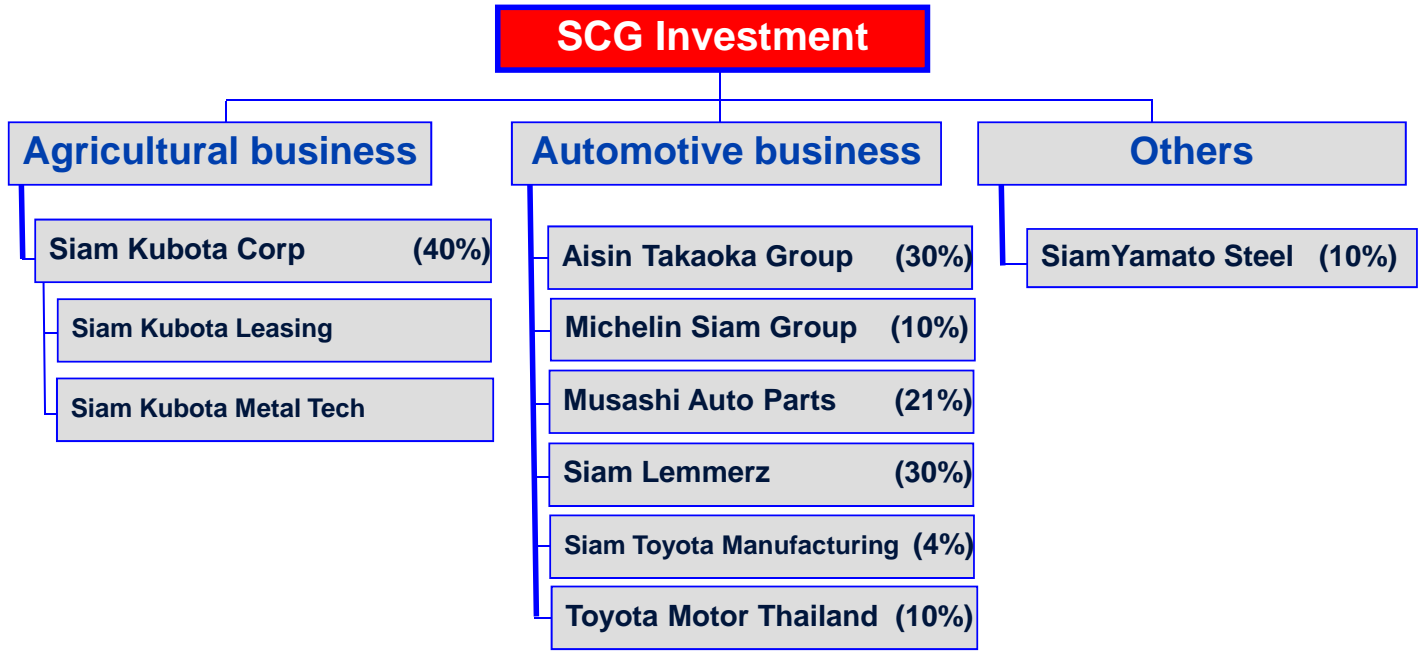 SCG Investment
Agricultural business
Siam Kubota Corp (40%)
Siam Kubota Leasing
Siam Kubota Metal Tech
Automotive business
Aisin Takaoka Group (30%)
Michelin Siam Group (10%)
Musashi Auto Parts (21%)
Siam Lemmerz (30%)
Siam Toyota Manufacturing (4%)
Toyota Motor Thailand (10%)
Others
SiamYamato Steel (10%)